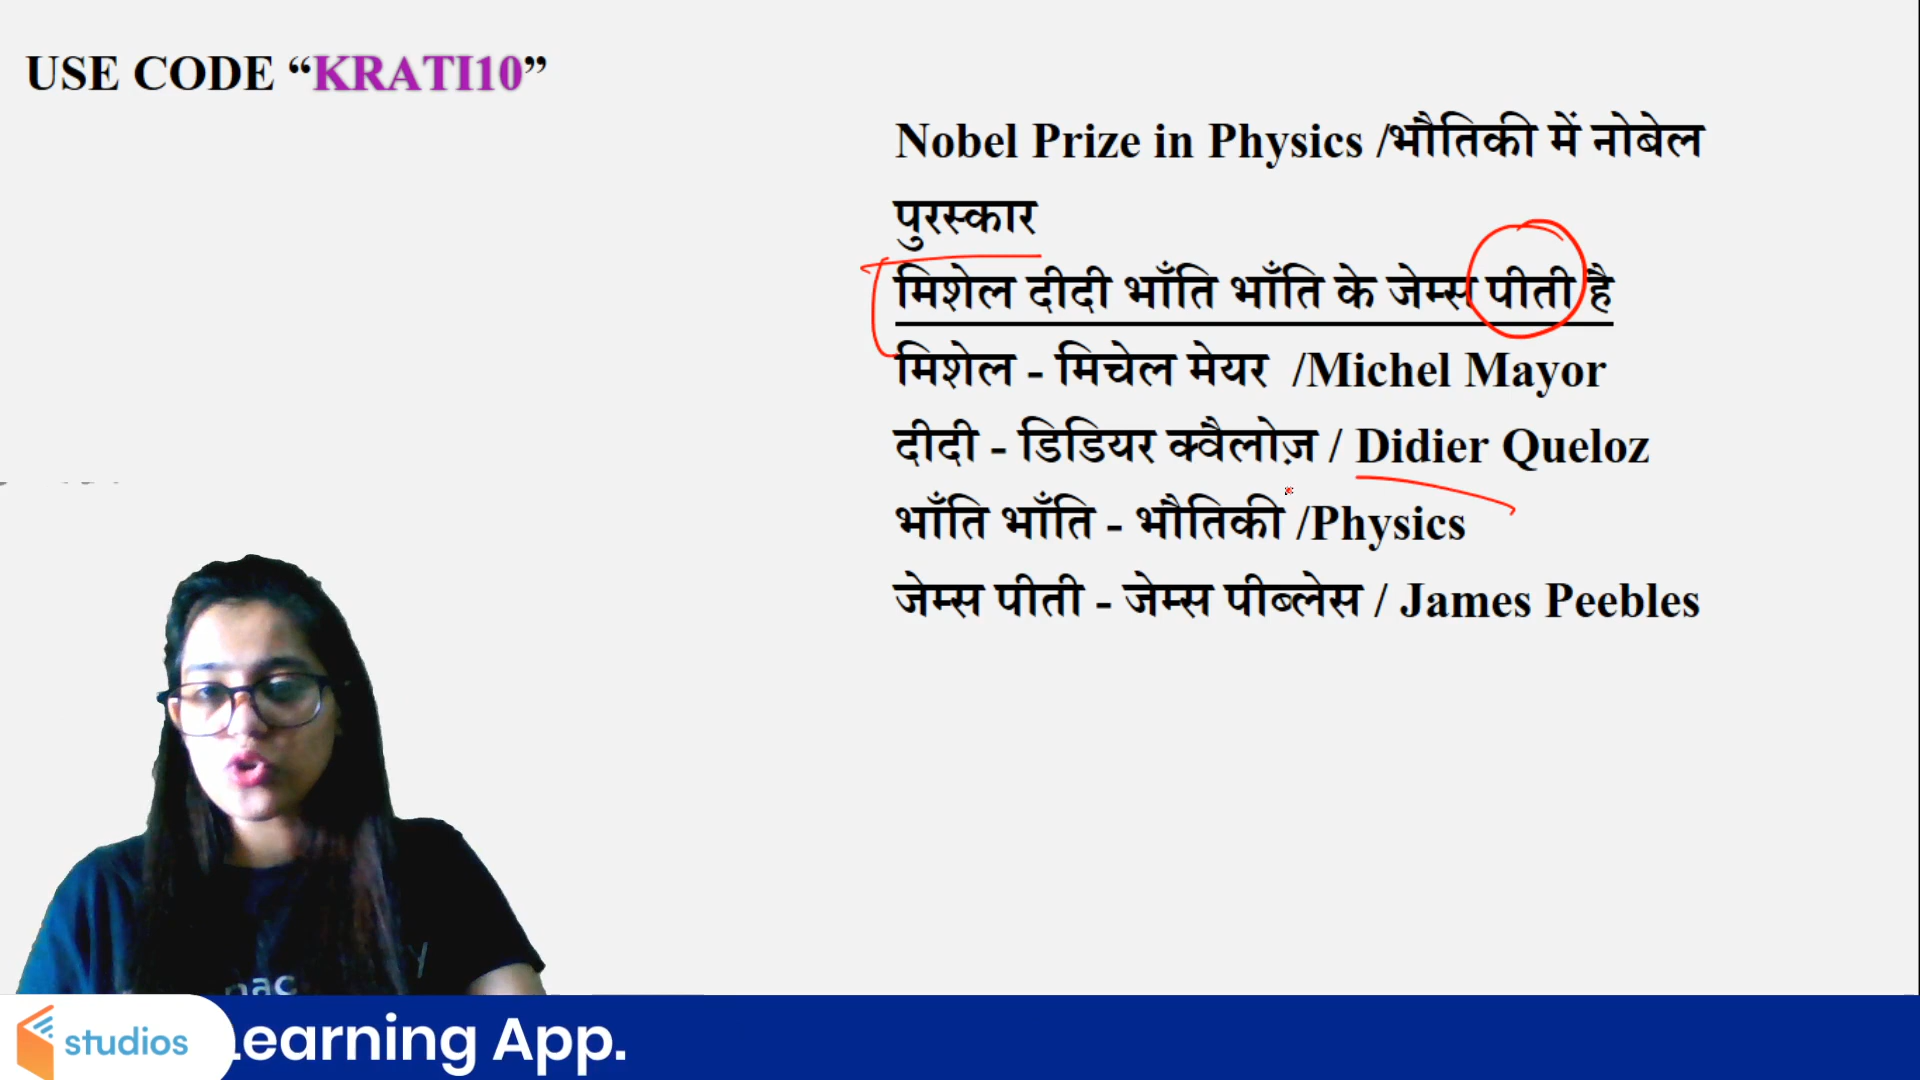 USE CODE “KRATI10”
Nobel Prize in Physics /भौतिकी में नोबेल
पुरस्कार
मिशेल दीदी भाँति भाँति के जेम्स पीती है
मिशेल - मिचेल मेयर /Michel Mayor
दीदी - डिडियर क्वैलोज़ / Didier Queloz
भाँति भाँति - भौतिकी /Physics
जेम्स पीती - जेम्स पीब्लेस / James Peebles
studios
Learning App.